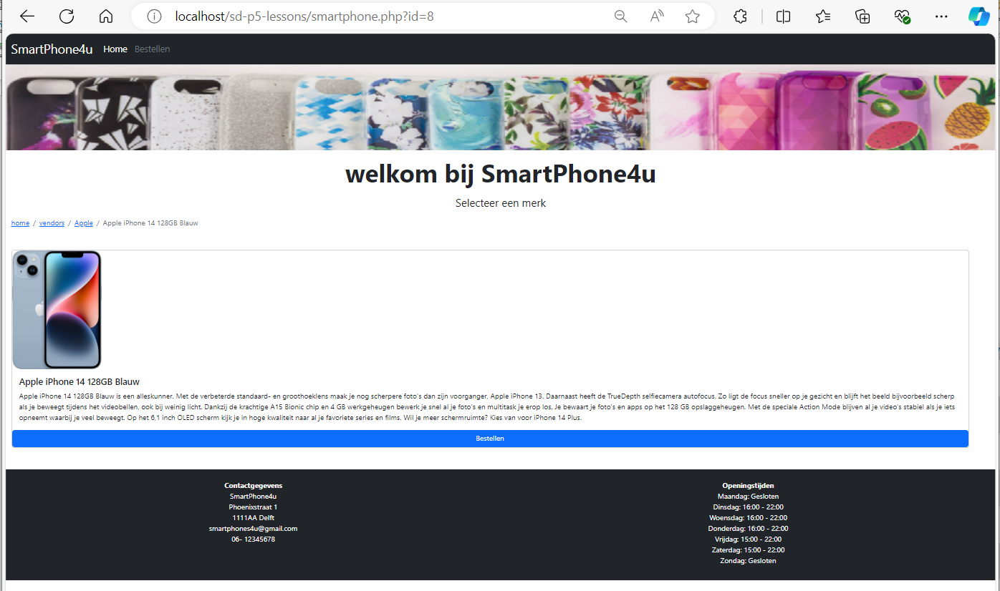 localhost/sd-p5-lessons/smartphone.php?id=8
SmartPhone4u Home Bestellen
welkom bij SmartPhone4u
Selecteer een merk
home / vendors / Apple / Apple iPhone 14 128GB Blauw
Apple iPhone 14 128GB Blauw
Apple iPhone 14 128GB Blauw is een alleskunner. Met de verbeterde standaard- en groothoeklens maak je nog scherpere foto's dan zijn voorganger, Apple iPhone 13. Daarnaast heeft de TrueDepth selfiecamera autofocus. Zo ligt de focus sneller op je gezicht en blijft het beeld bijvoorbeeld scherp
als je beweegt tijdens het videobellen, ook bij weinig licht. Dankzij de krachtige A15 Bionic chip en 4 GB werkgeheugen bewerk je snel al je foto's en multitask je erop los. Je bewaart je foto's en apps op het 128 GB opslaggeheugen. Met de speciale Action Mode blijven al je video's stabiel als je iets
opneemt waarbij je veel beweegt. Op het 6,1 inch OLED scherm kijk je in hoge kwaliteit naar al je favoriete series en films. Wil je meer schermruimte? Kies van voor iPhone 14 Plus.
Bestellen
Contactgegevens
SmartPhone4u
Phoenixstraat 1
1111AA Delft
smartphones4u@gmail.com
06- 12345678
Openingstijden
Maandag: Gesloten
Dinsdag: 16:00 - 22:00
Woensdag: 16:00 - 22:00
Donderdag: 16:00 - 22:00
Vrijdag: 15:00 - 22:00
Zaterdag: 15:00 - 22:00
Zondag: Gesloten